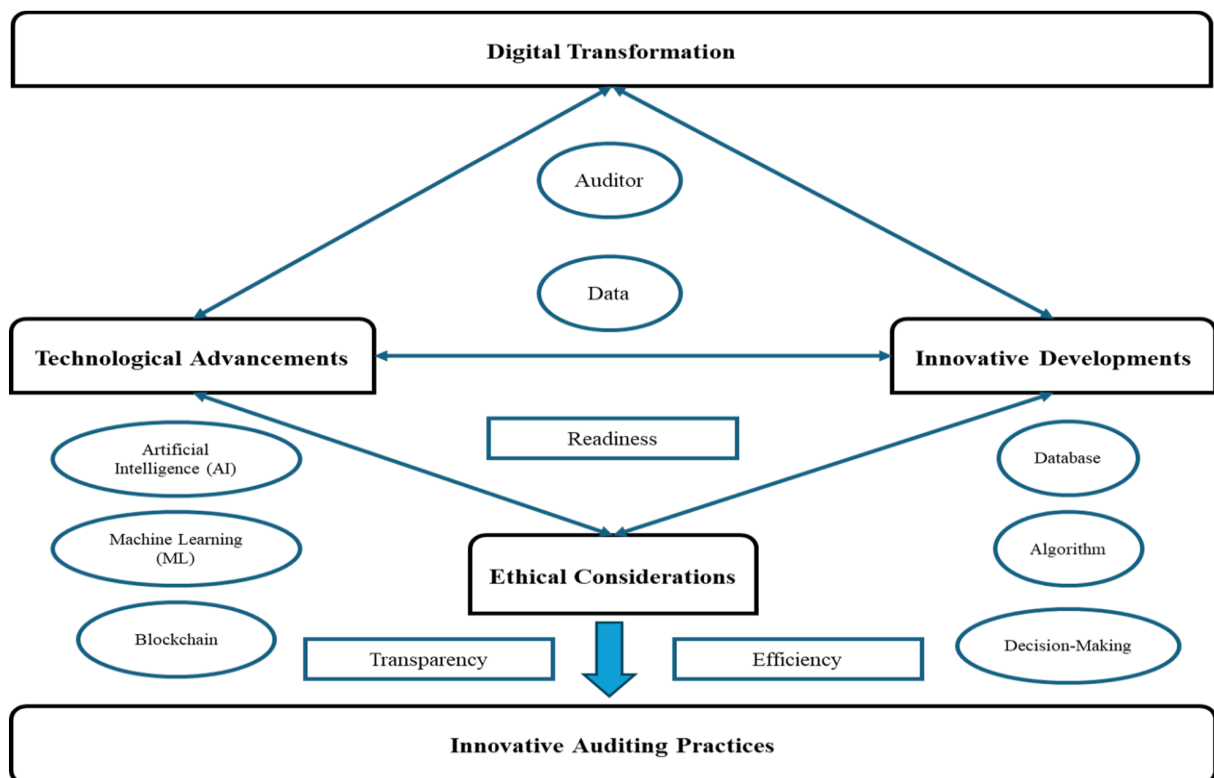 Digital Transformation
Auditor
Data
Technological Advancements
Innovative Developments
Readiness
Artificial
Intelligence (AI)
Database
Machine Learning
(ML)
Algorithm
Ethical Considerations
Blockchain
Transparency
Efficiency
Decision-Making
Innovative Auditing Practices